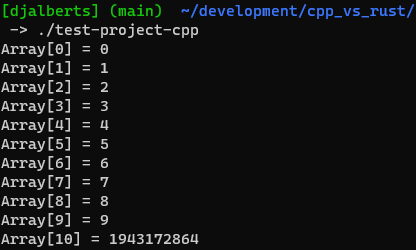 [djalberts] (main) ~/development/cpp_vs_rust/
-> ./test-project-cpp
Array[0] = 0
Array[1] = 1
Array[2] = 2
Array[3] = 3
Array[4] = 4
Array[5] = 5
Array[6] = 6
Array[7] = 7
Array[8] = 8
Array[9] = 9
Array[10] = 1943172864